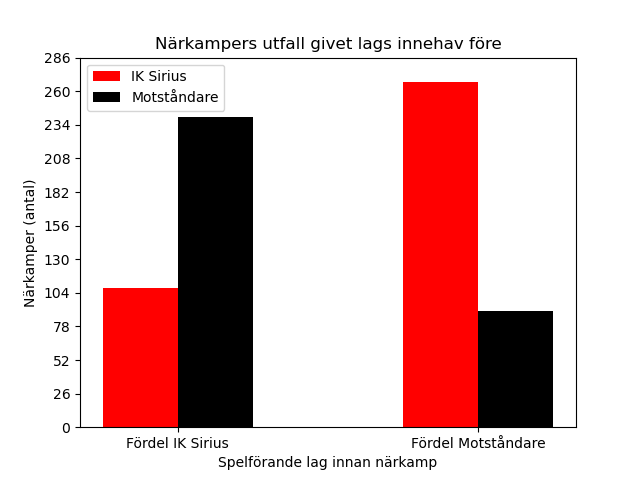 Närkampers utfall givet lags innehav före
IK Sirius
Motståndare
Närkamper (antal)
286
260
234
208
182
156
130
104
78
52
26
0
Fördel IK Sirius
Fördel Motståndare
Spelförande lag innan närkamp